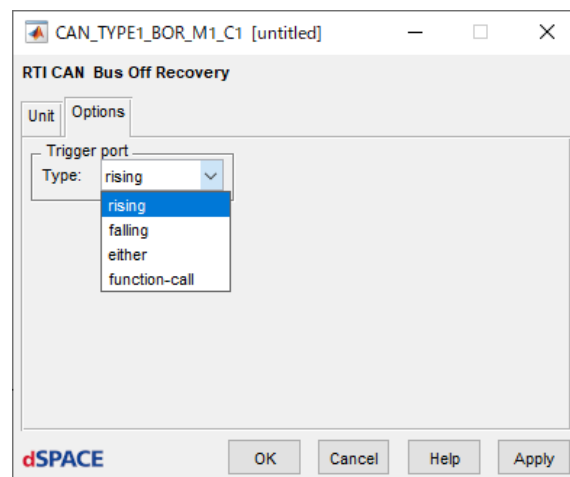 CAN_TYPE1_BOR_M1_C1 [untitled]
RTI CAN Bus Off Recovery
Unit Options
Trigger port
Type: rising
rising
falling
either
function-call
dSPACE OK Cancel Help Apply